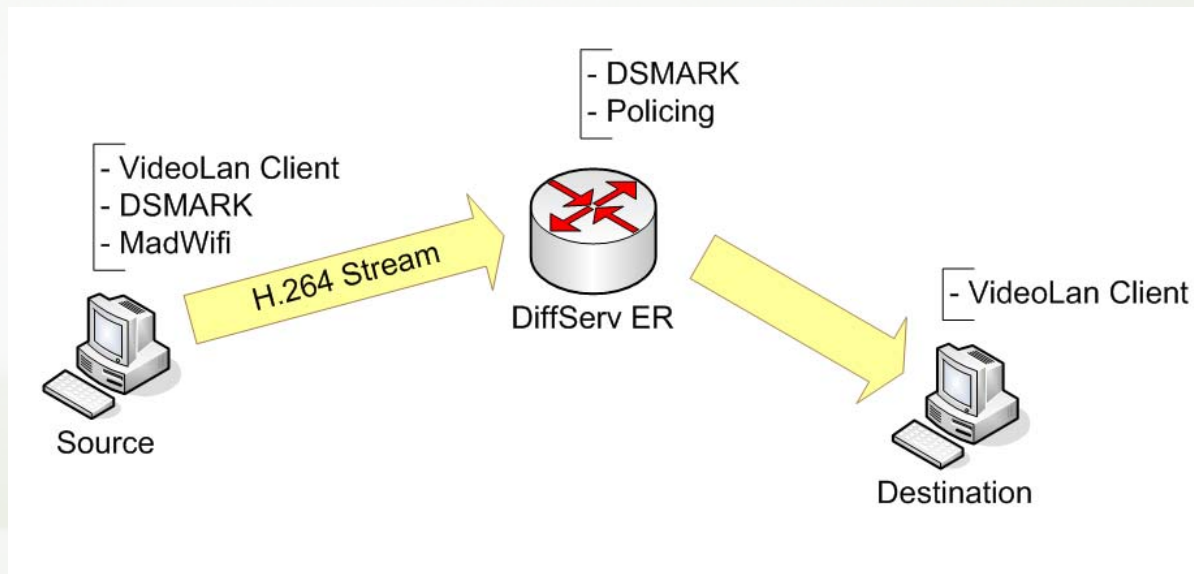 - DSMARK
- Policing
- VideoLan Client
- DSMARK
- MadWifi
H.264 Stream
DiffServ ER
- VideoLan Client
Source
Destination